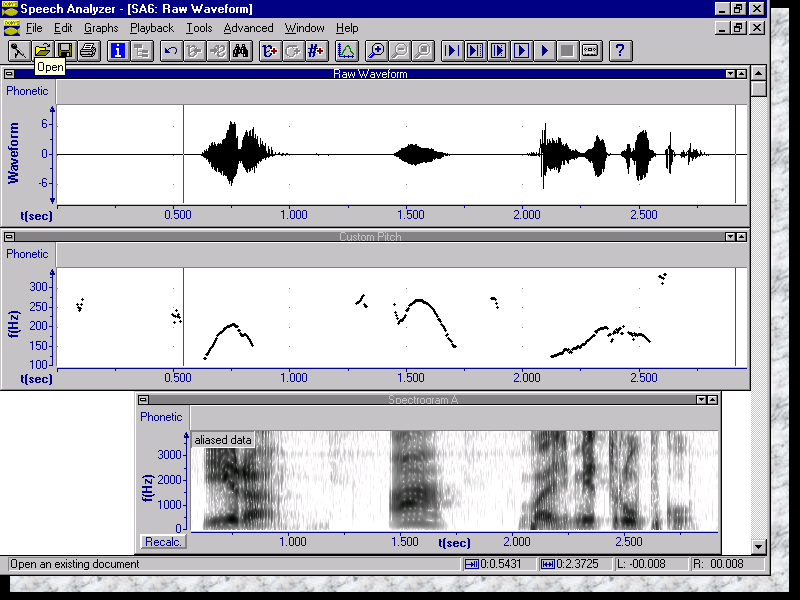 Speech Analyzer - [SA6: Raw Waveform]
File Edit Graphs Playback Tools Advanced Window Help
Open
Raw Waveform
Phonetic
Waveform
6
0
-6
t(sec) 0.500 1.000 1.500 2.000 2.500
Custom Pitch
Phonetic
f(Hz)
300
250
200
150
100
t(sec) 0.500 1.000 1.500 2.000 2.500
Spectrogram A
Phonetic
aliased data
f(Hz)
3000
2000
1000
0
Recalc. 1.000 1.500 t(sec) 2.000 2.500
Open an existing document 0:0.5431 0:2.3725 L: -00.008 R: 00.008